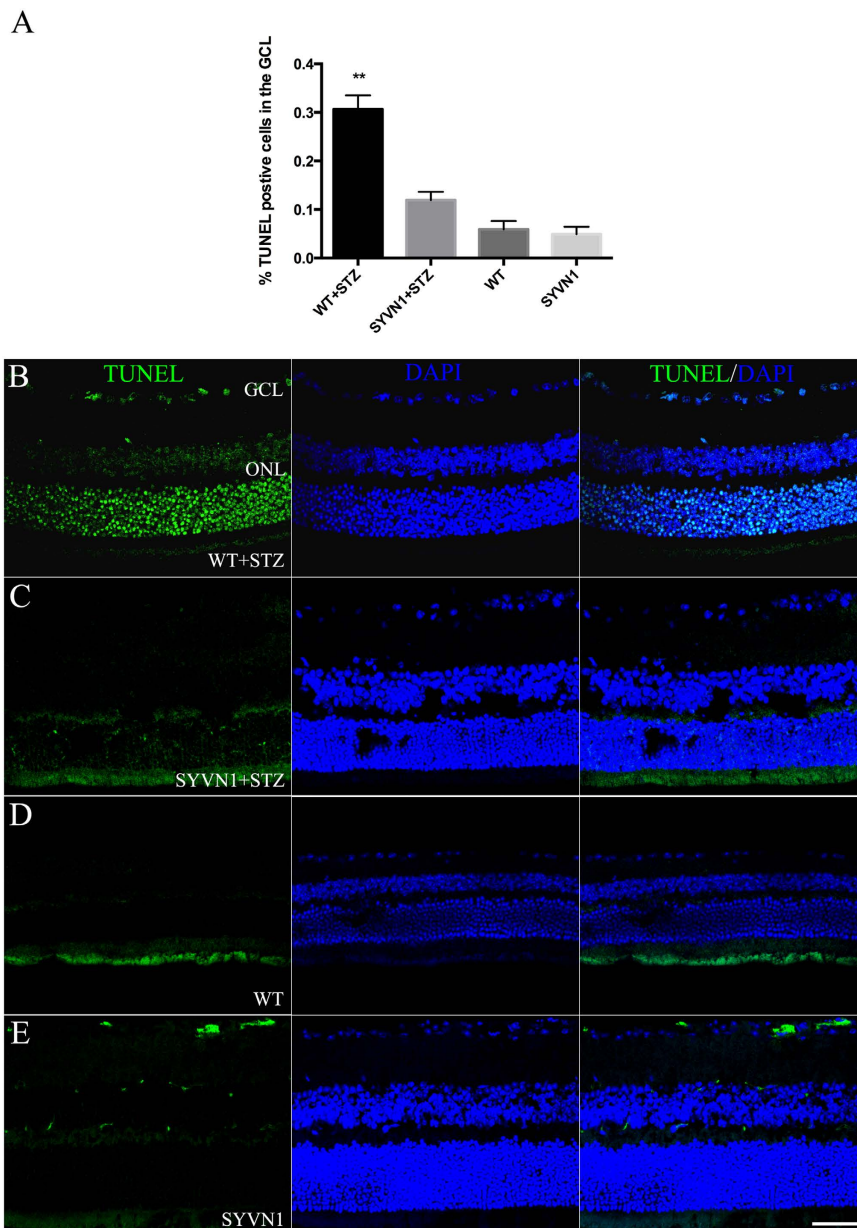 A
% TUNEL postive cells in the GCL
0.4
0.3
0.2
0.1
0.0
**
WT+STZ
SYVN1+STZ
WT
SYVN1
B
TUNEL
GCL
ONL
WT+STZ
DAPI
TUNEL/DAPI
C
SYVN1+STZ
D
WT
E
SYVN1